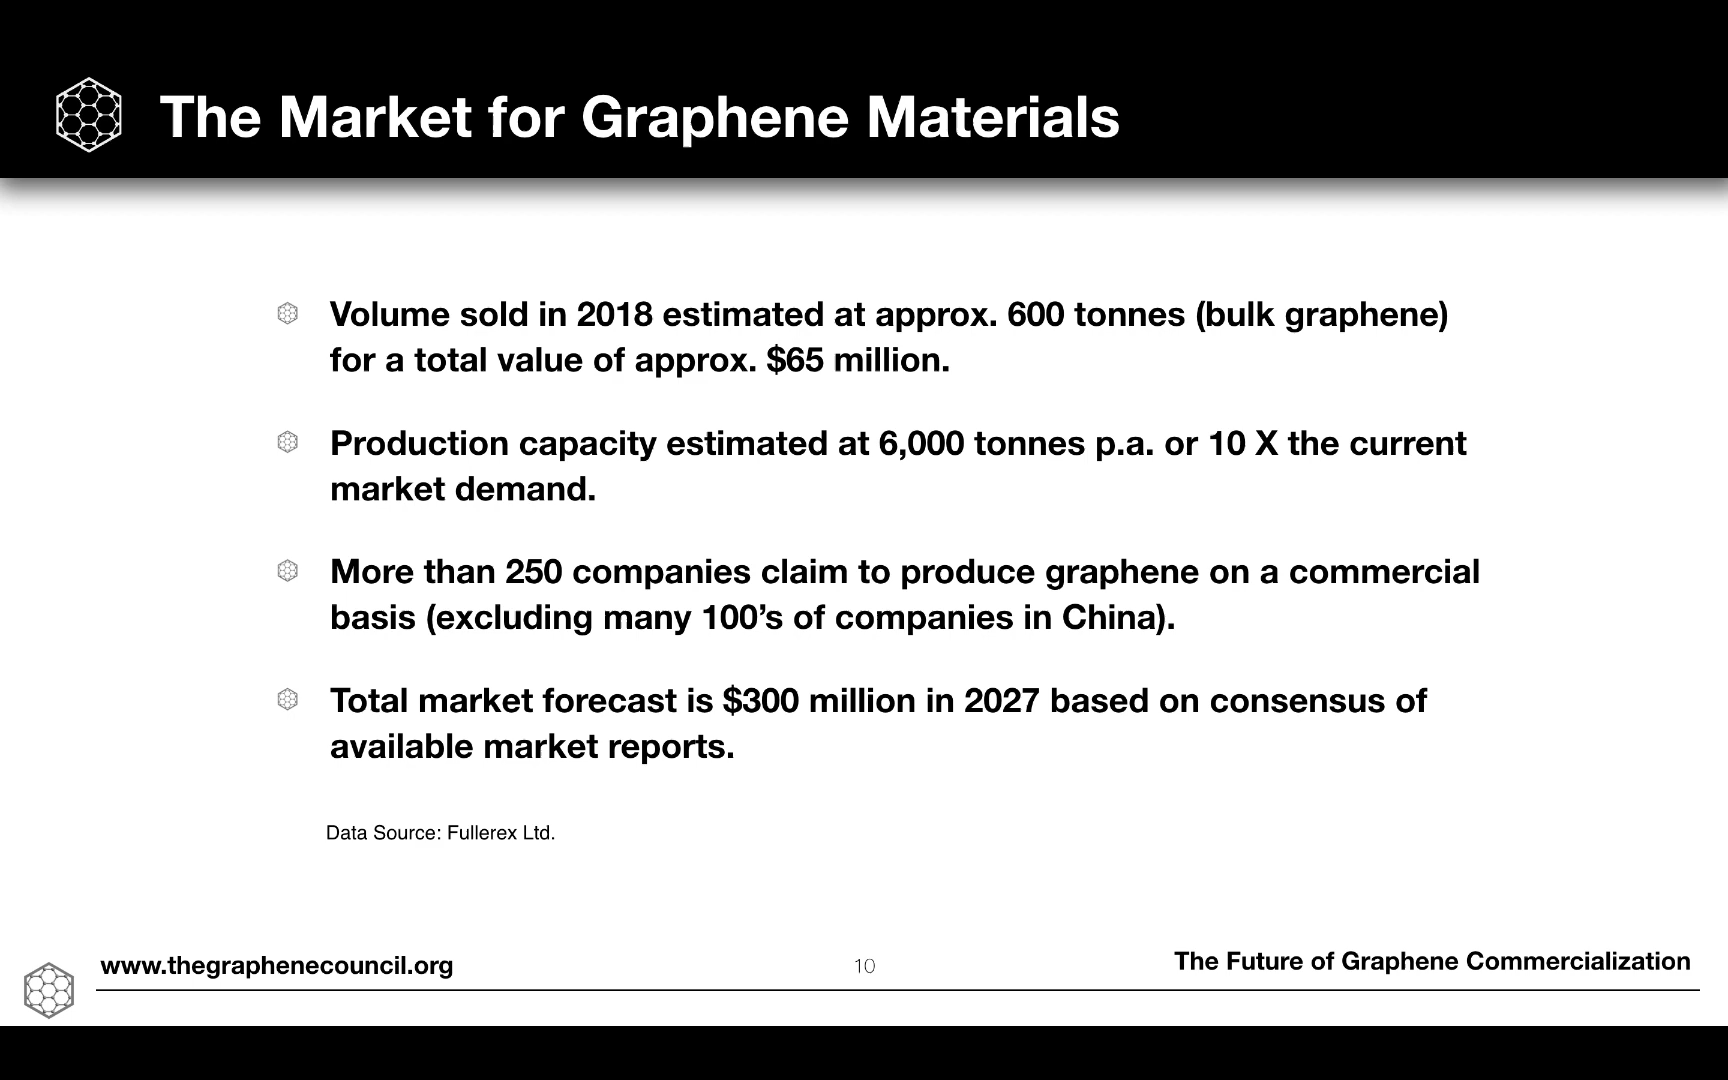 The Market for Graphene Materials
Volume sold in 2018 estimated at approx. 600 tonnes (bulk graphene)
for a total value of approx. $65 million.
Production capacity estimated at 6,000 tonnes p.a. or 10 X the current
market demand.
More than 250 companies claim to produce graphene on a commercial
basis (excluding many 100’s of companies in China).
Total market forecast is $300 million in 2027 based on consensus of
available market reports.
Data Source: Fullerex Ltd.
www.thegraphenecouncil.org
10
The Future of Graphene Commercialization